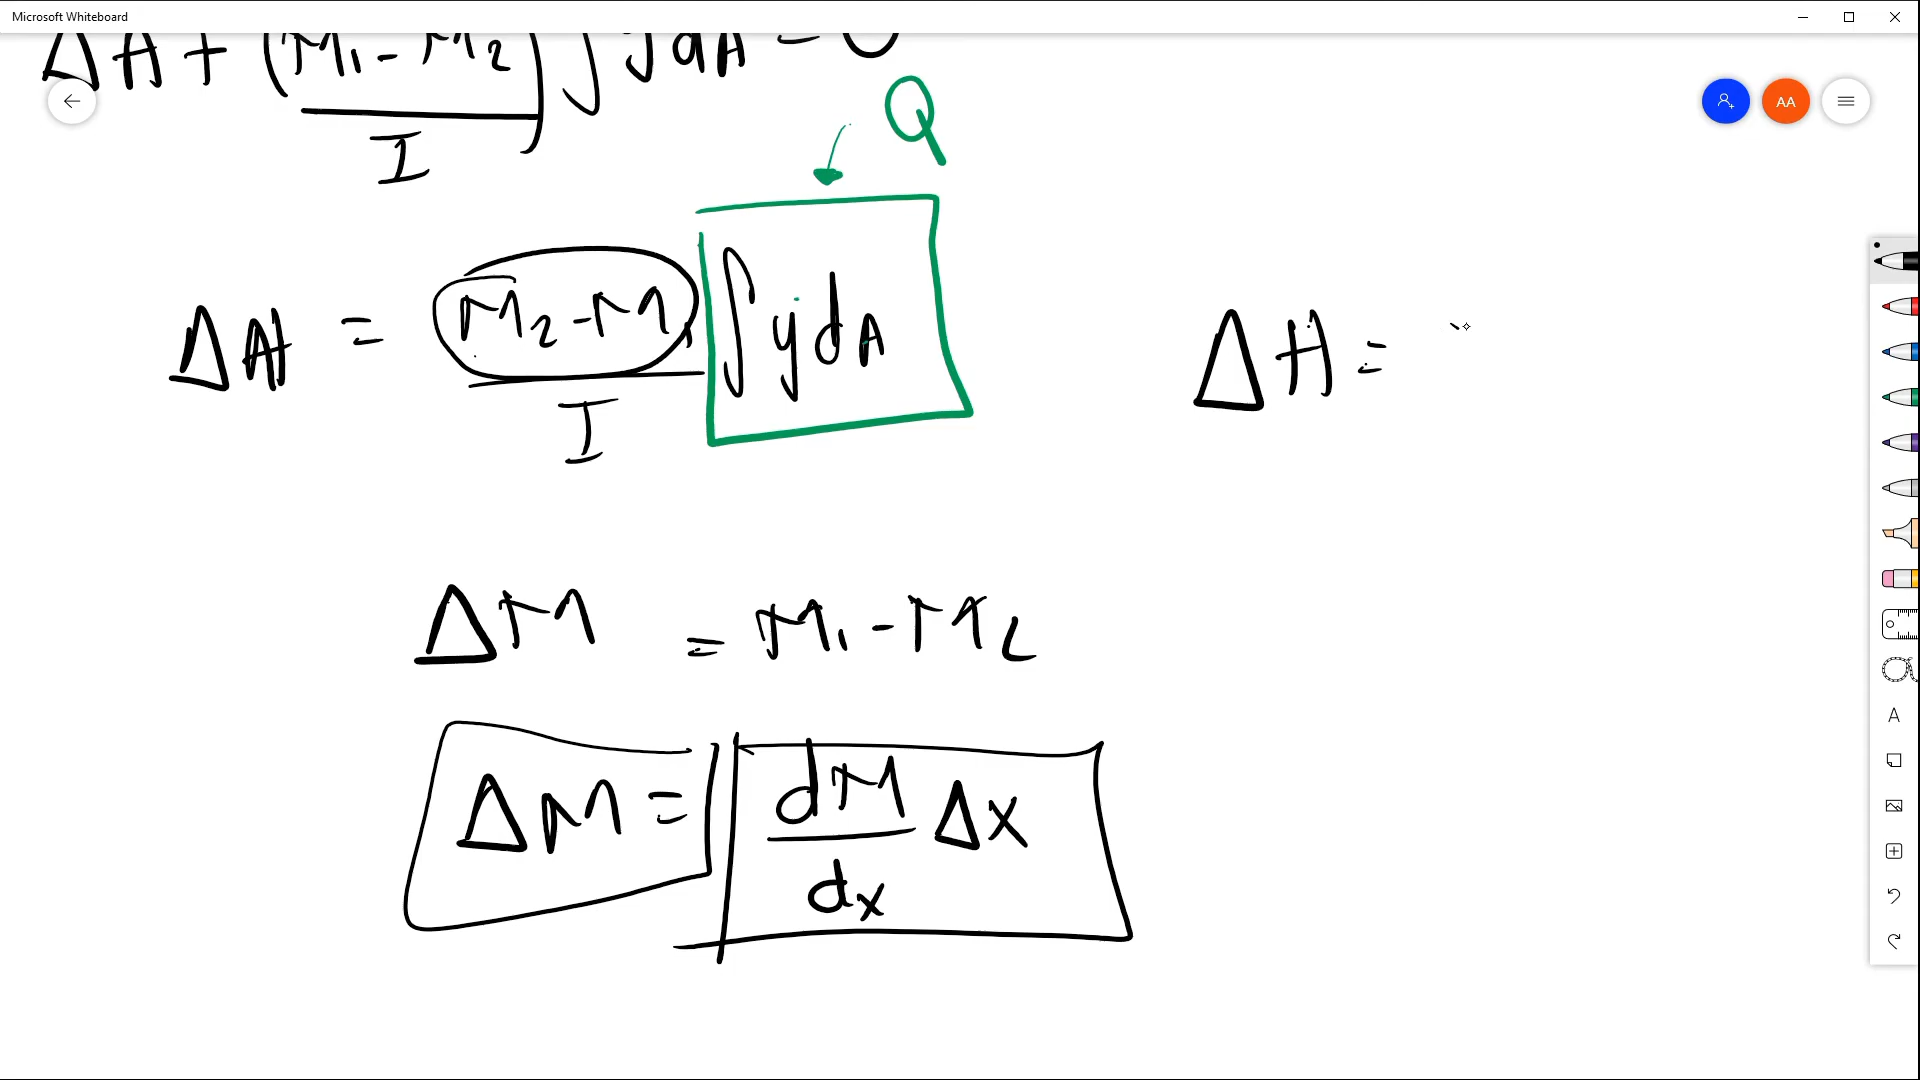 Microsoft Whiteboard
ΔH + (M₁ - M₂) ∫ y dA = 0
I
Q
AA
ΔH = M₂ - M₁ ∫ y dA
I
ΔH =
ΔM = M₁ - M₂
ΔM = dM Δx
dx
A